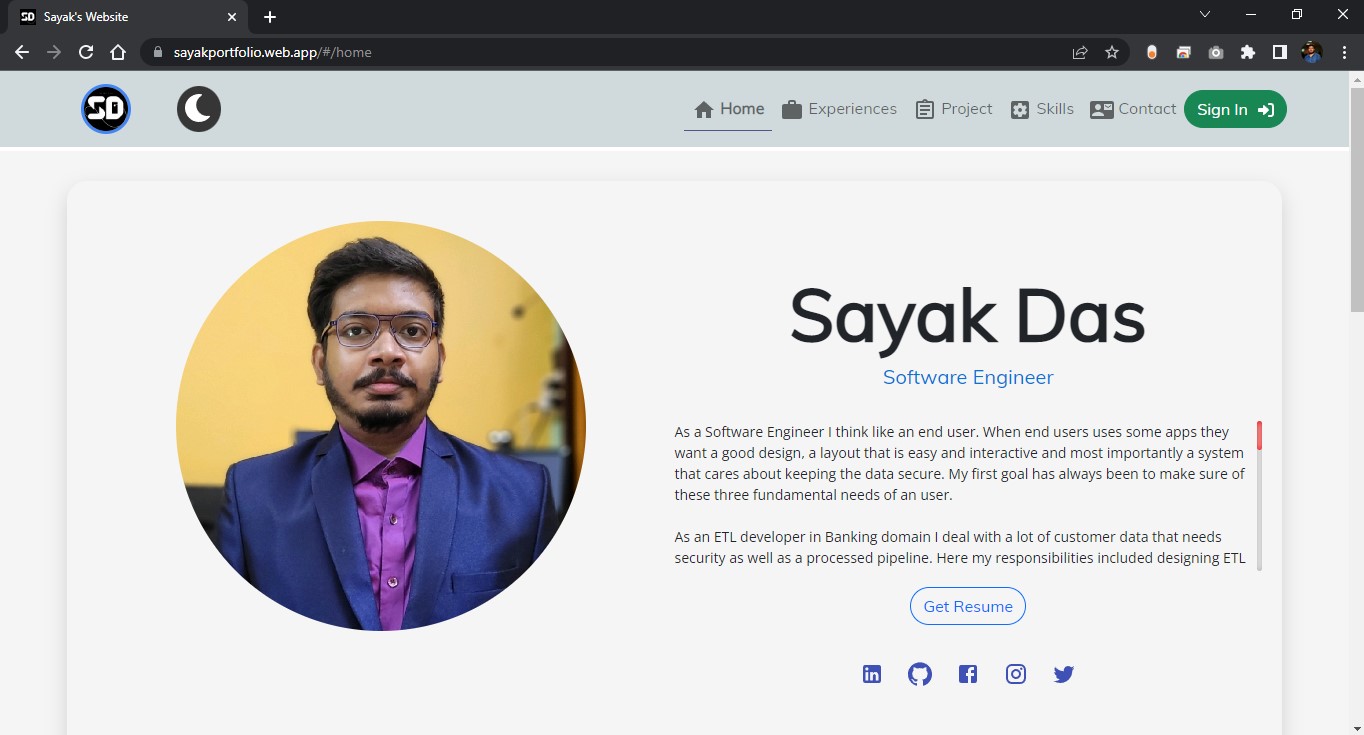 SD Sayak's Website
sayakportfolio.web.app/#/home
SD
Home Experiences Project Skills Contact Sign In
Sayak Das
Software Engineer
As a Software Engineer I think like an end user. When end users uses some apps they
want a good design, a layout that is easy and interactive and most importantly a system
that cares about keeping the data secure. My first goal has always been to make sure of
these three fundamental needs of an user.
As an ETL developer in Banking domain I deal with a lot of customer data that needs
security as well as a processed pipeline. Here my responsibilities included designing ETL
Get Resume
in